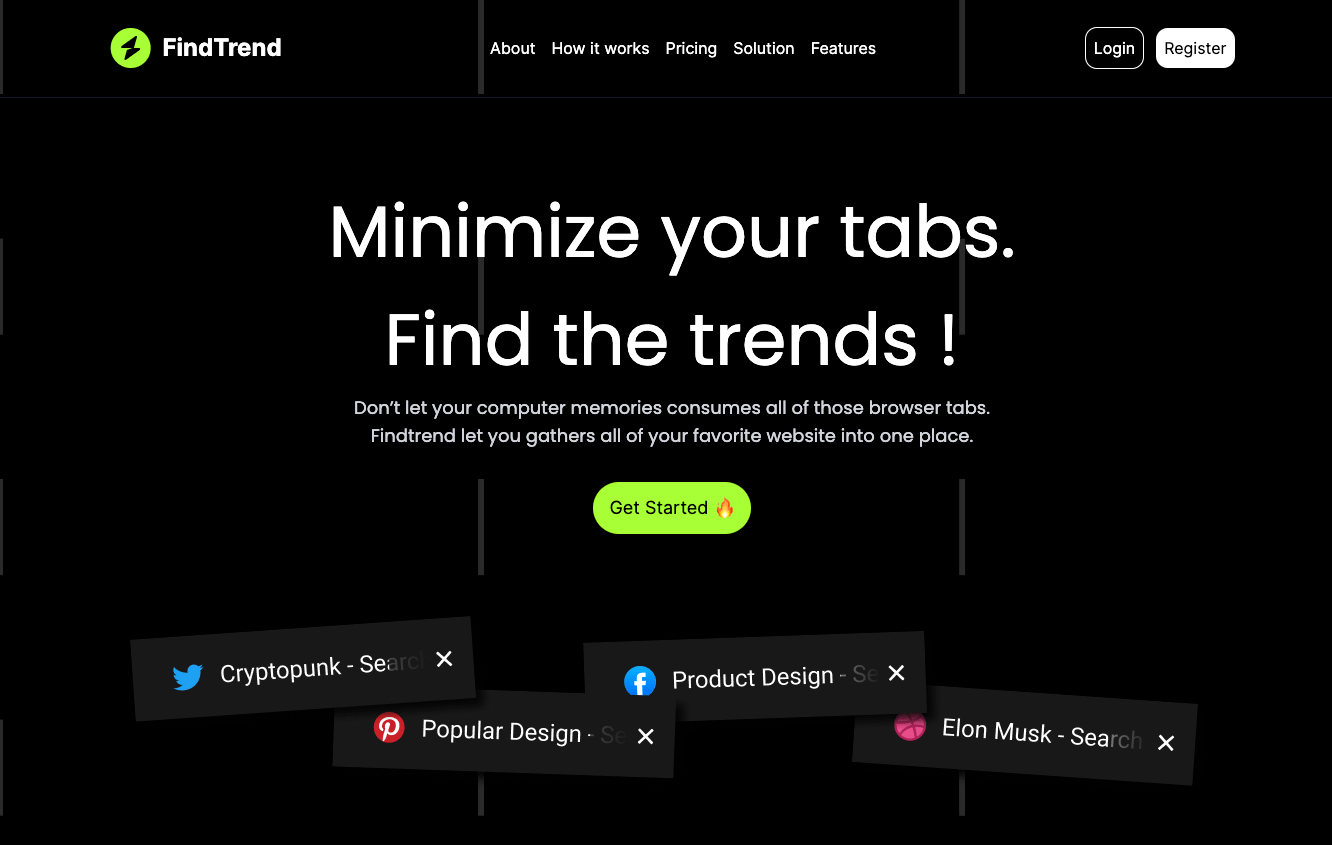 FindTrend
About How it works Pricing Solution Features
Login Register
Minimize your tabs.
Find the trends !
Don’t let your computer memories consumes all of those browser tabs.
Findtrend let you gathers all of your favorite website into one place.
Get Started 🔥
Cryptopunk - Search
Product Design - Se
Popular Design - Se
Elon Musk - Search